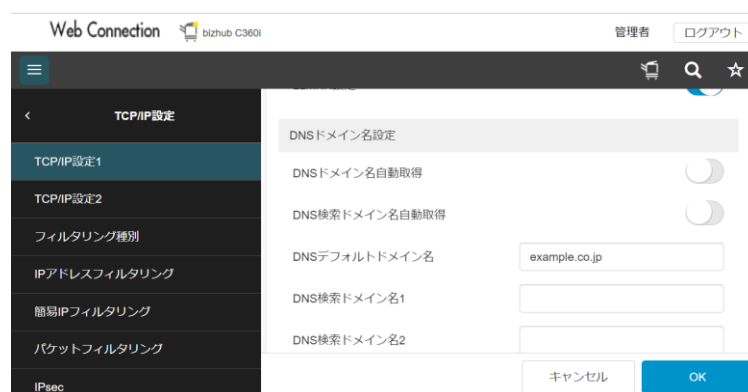 Web Connection
bizhub C360i
管理者
ログアウト
TCP/IP設定
TCP/IP設定1
TCP/IP設定2
フィルタリング種別
IPアドレスフィルタリング
簡易IPフィルタリング
パケットフィルタリング
IPsec
DNSドメイン名設定
DNSドメイン名自動取得
DNS検索ドメイン名自動取得
DNSデフォルトドメイン名
example.co.jp
DNS検索ドメイン名1
DNS検索ドメイン名2
キャンセル
OK